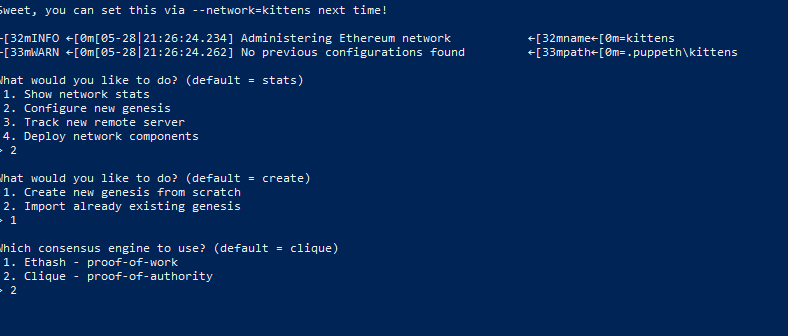 Sweet, you can set this via --network=kittens next time!
←[32mINFO ←[0m[05-28|21:26:24.234] Administering Ethereum network ←[32mname←[0m=kittens
←[33mWARN ←[0m[05-28|21:26:24.262] No previous configurations found ←[33mpath←[0m=.puppeth\kittens
What would you like to do? (default = stats)
1. Show network stats
2. Configure new genesis
3. Track new remote server
4. Deploy network components
> 2
What would you like to do? (default = create)
1. Create new genesis from scratch
2. Import already existing genesis
> 1
Which consensus engine to use? (default = clique)
1. Ethash - proof-of-work
2. Clique - proof-of-authority
> 2